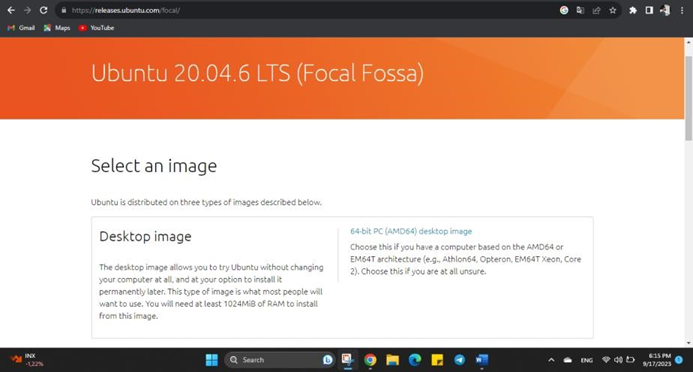 https://releases.ubuntu.com/focal/
Gmail Maps YouTube
Ubuntu 20.04.6 LTS (Focal Fossa)
Select an image
Ubuntu is distributed on three types of images described below.
Desktop image
The desktop image allows you to try Ubuntu without changing
your computer at all, and at your option to install it
permanently later. This type of image is what most people will
want to use. You will need at least 1024MiB of RAM to install
from this image.
64-bit PC (AMD64) desktop image
Choose this if you have a computer based on the AMD64 or
EM64T architecture (e.g., Athlon64, Opteron, EM64T Xeon, Core
2). Choose this if you are at all unsure.
INX
-1,22%
Search
ENG
6:15 PM
9/17/2023